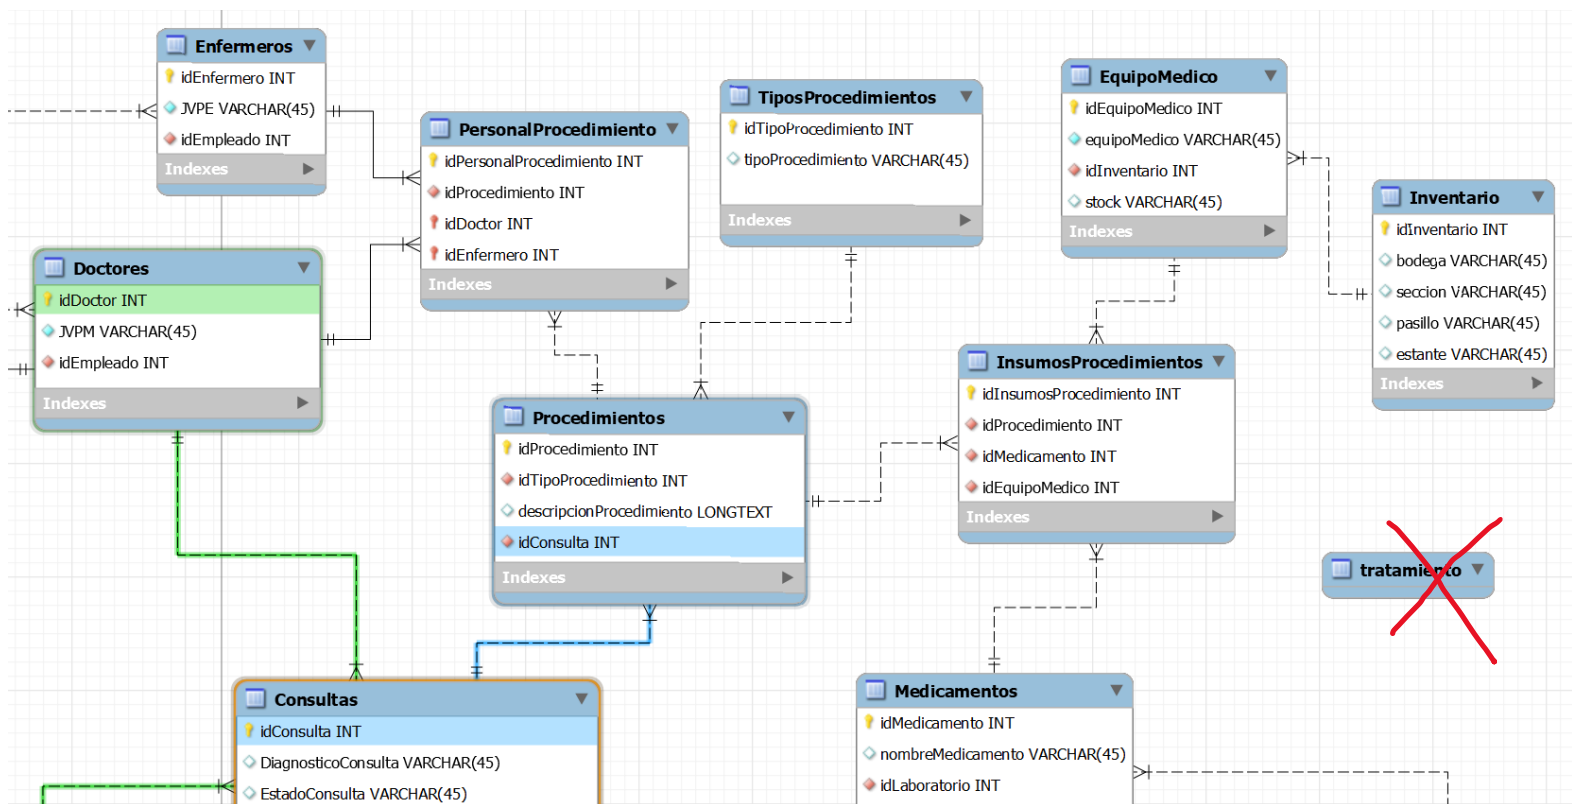 Enfermeros
idEnfermero INT
JVPE VARCHAR(45)
idEmpleado INT
Indexes
PersonalProcedimiento
idPersonalProcedimiento INT
idProcedimiento INT
idDoctor INT
idEnfermero INT
Indexes
TiposProcedimientos
idTipoProcedimiento INT
tipoProcedimiento VARCHAR(45)
Indexes
EquipoMedico
idEquipoMedico INT
equipoMedico VARCHAR(45)
idInventario INT
stock VARCHAR(45)
Indexes
Inventario
idInventario INT
bodega VARCHAR(45)
seccion VARCHAR(45)
pasillo VARCHAR(45)
estante VARCHAR(45)
Indexes
Doctores
idDoctor INT
JVPM VARCHAR(45)
idEmpleado INT
Indexes
Procedimientos
idProcedimiento INT
idTipoProcedimiento INT
descripcionProcedimiento LONGTEXT
idConsulta INT
Indexes
InsumosProcedimientos
idInsumosProcedimiento INT
idProcedimiento INT
idMedicamento INT
idEquipoMedico INT
Indexes
tratamiento
Consultas
idConsulta INT
DiagnosticoConsulta VARCHAR(45)
EstadoConsulta VARCHAR(45)
Medicamentos
idMedicamento INT
nombreMedicamento VARCHAR(45)
idLaboratorio INT